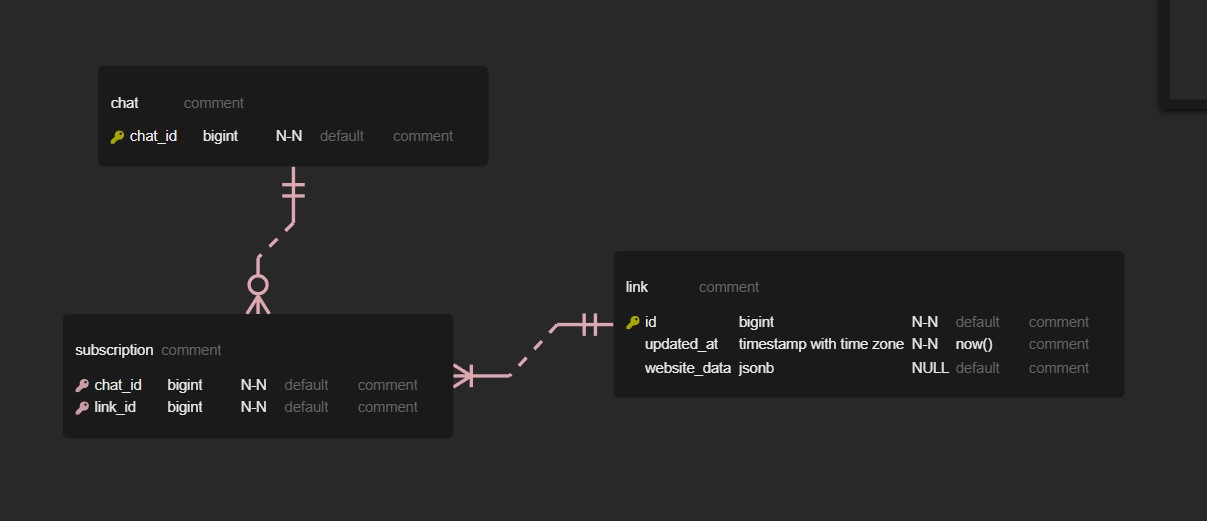 chat comment
chat_id bigint N-N default comment
link comment
id bigint N-N default comment
updated_at timestamp with time zone N-N now() comment
website_data jsonb NULL default comment
subscription comment
chat_id bigint N-N default comment
link_id bigint N-N default comment